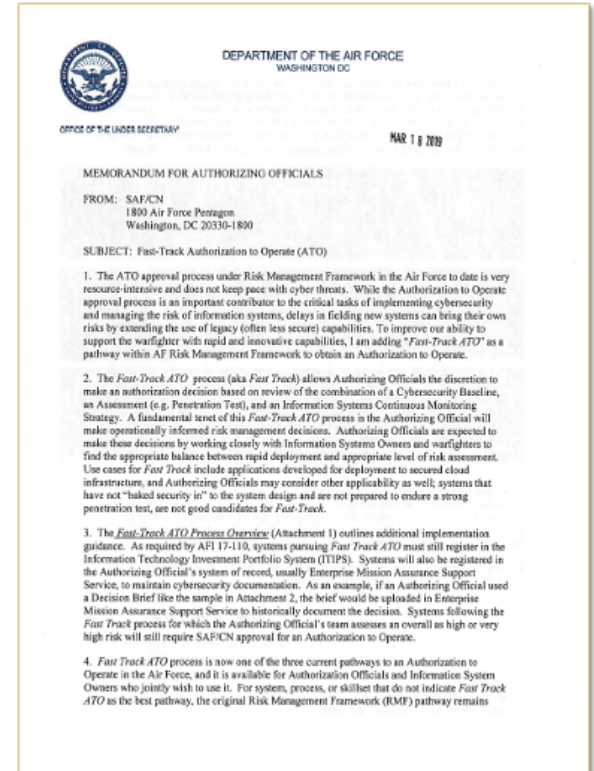 DEPARTMENT OF THE AIR FORCE
WASHINGTON DC
OFFICE OF THE UNDER SECRETARY
MAR 18 2019
MEMORANDUM FOR AUTHORIZING OFFICIALS
FROM: SAF/CN
1800 Air Force Pentagon
Washington, DC 20330-1800
SUBJECT: Fast-Track Authorization to Operate (ATO)
1. The ATO approval process under Risk Management Framework in the Air Force to date is very
resource-intensive and does not keep pace with cyber threats. While the Authorization to Operate
approval process is an important contributor to the critical tasks of implementing cybersecurity
and managing the risk of information systems, delays in fielding new systems can bring their own
risks by extending the use of legacy (often less secure) capabilities. To improve our ability to
support the warfighter with rapid and innovative capabilities, I am adding "Fast-Track ATO" as a
pathway within AF Risk Management Framework to obtain an Authorization to Operate.
2. The Fast-Track ATO process (aka Fast Track) allows Authorizing Officials the discretion to
make an authorization decision based on review of the combination of a Cybersecurity Baseline,
an Assessment (e.g. Penetration Test), and an Information Systems Continuous Monitoring
Strategy. A fundamental tenet of this Fast-Track ATO process is the Authorizing Official will
make operationally informed risk management decisions. Authorizing Officials are expected to
make these decisions by working closely with Information Systems Owners and warfighters to
find the appropriate balance between rapid deployment and appropriate level of risk assessment.
Use cases for Fast Track include applications developed for deployment to secured cloud
infrastructure, and Authorizing Officials may consider other applicability as well; systems that
have not "baked security in" to the system design and are not prepared to endure a strong
penetration test, are not good candidates for Fast-Track.
3. The Fast-Track ATO Process Overview (Attachment 1) outlines additional implementation
guidance. As required by AFI 17-110, systems pursuing Fast Track ATO must still register in the
Information Technology Investment Portfolio System (ITIPS). Systems will also be registered in
the Authorizing Official's system of record, usually Enterprise Mission Assurance Support
Service, to maintain cybersecurity documentation. As an example, if an Authorizing Official used
a Decision Brief like the sample in Attachment 2, the brief would be uploaded in Enterprise
Mission Assurance Support Service to historically document the decision. Systems following the
Fast Track process for which the Authorizing Official's team assesses an overall as high or very
high risk will still require SAF/CN approval for an Authorization to Operate.
4. Fast Track ATO process is now one of the three current pathways to an Authorization to
Operate in the Air Force, and it is available for Authorization Officials and Information System
Owners who jointly wish to use it. For system, process, or skillset that do not indicate Fast Track
ATO as the best pathway, the original Risk Management Framework (RMF) pathway remains